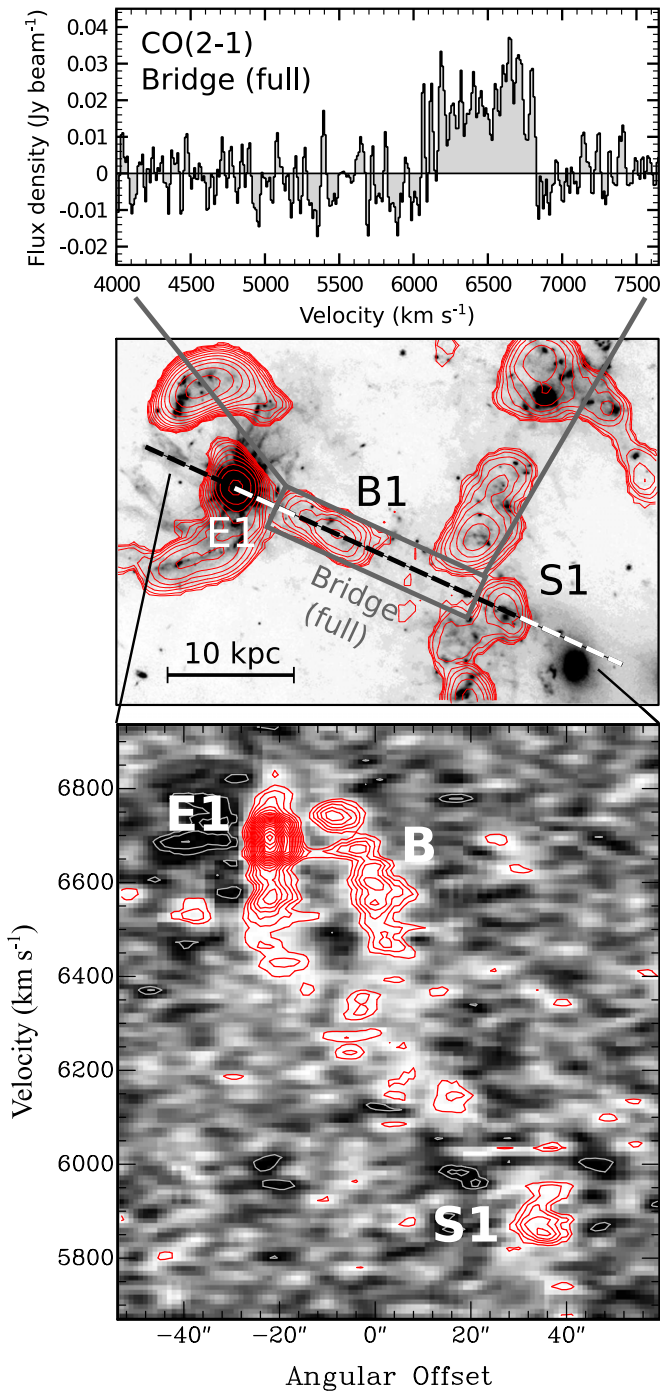 0.04
0.03
0.02
0.01
0
-0.01
-0.02
CO(2-1)
Bridge (full)
Flux density (Jy beam⁻¹)
4000 4500 5000 5500 6000 6500 7000 7500
Velocity (km s⁻¹)
B1
E1
S1
Bridge
(full)
10 kpc
E1
B
S1
6800
6600
6400
6200
6000
5800
Velocity (km s⁻¹)
−40″ −20″ 0″ 20″ 40″
Angular Offset